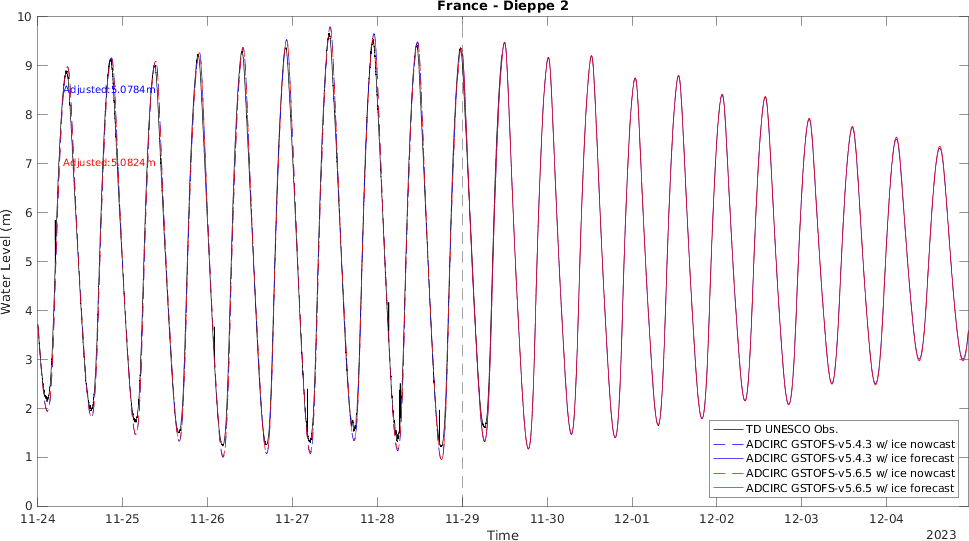 France - Dieppe 2
Water Level (m)
10
9
8
7
6
5
4
3
2
1
0
Adjusted:5.0784m
Adjusted:5.0824m
TD UNESCO Obs.
ADCIRC GSTOFS-v5.4.3 w/ ice nowcast
ADCIRC GSTOFS-v5.4.3 w/ ice forecast
ADCIRC GSTOFS-v5.6.5 w/ ice nowcast
ADCIRC GSTOFS-v5.6.5 w/ ice forecast
11-24 11-25 11-26 11-27 11-28 11-29 11-30 12-01 12-02 12-03 12-04
Time
2023